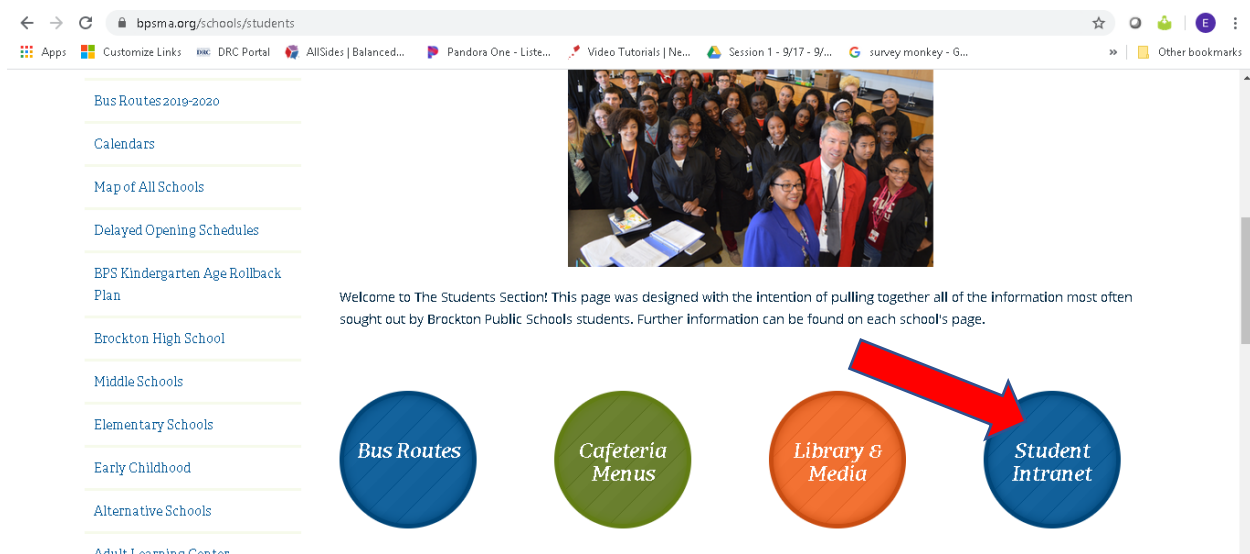 bpsma.org/schools/students
E
Apps
Customize Links
DRC
DRC Portal
AllSides | Balanced...
Pandora One - Liste...
Video Tutorials | Ne...
Session 1 - 9/17 - 9/...
G
survey monkey - G...
»
Other bookmarks
Bus Routes 2019-2020
Calendars
Map of All Schools
Delayed Opening Schedules
BPS Kindergarten Age Rollback
Plan
Brockton High School
Middle Schools
Elementary Schools
Early Childhood
Alternative Schools
Adult Learning Center
Welcome to The Students Section! This page was designed with the intention of pulling together all of the information most often
sought out by Brockton Public Schools students. Further information can be found on each school's page.
Bus Routes
Cafeteria
Menus
Library &
Media
Student
Intranet